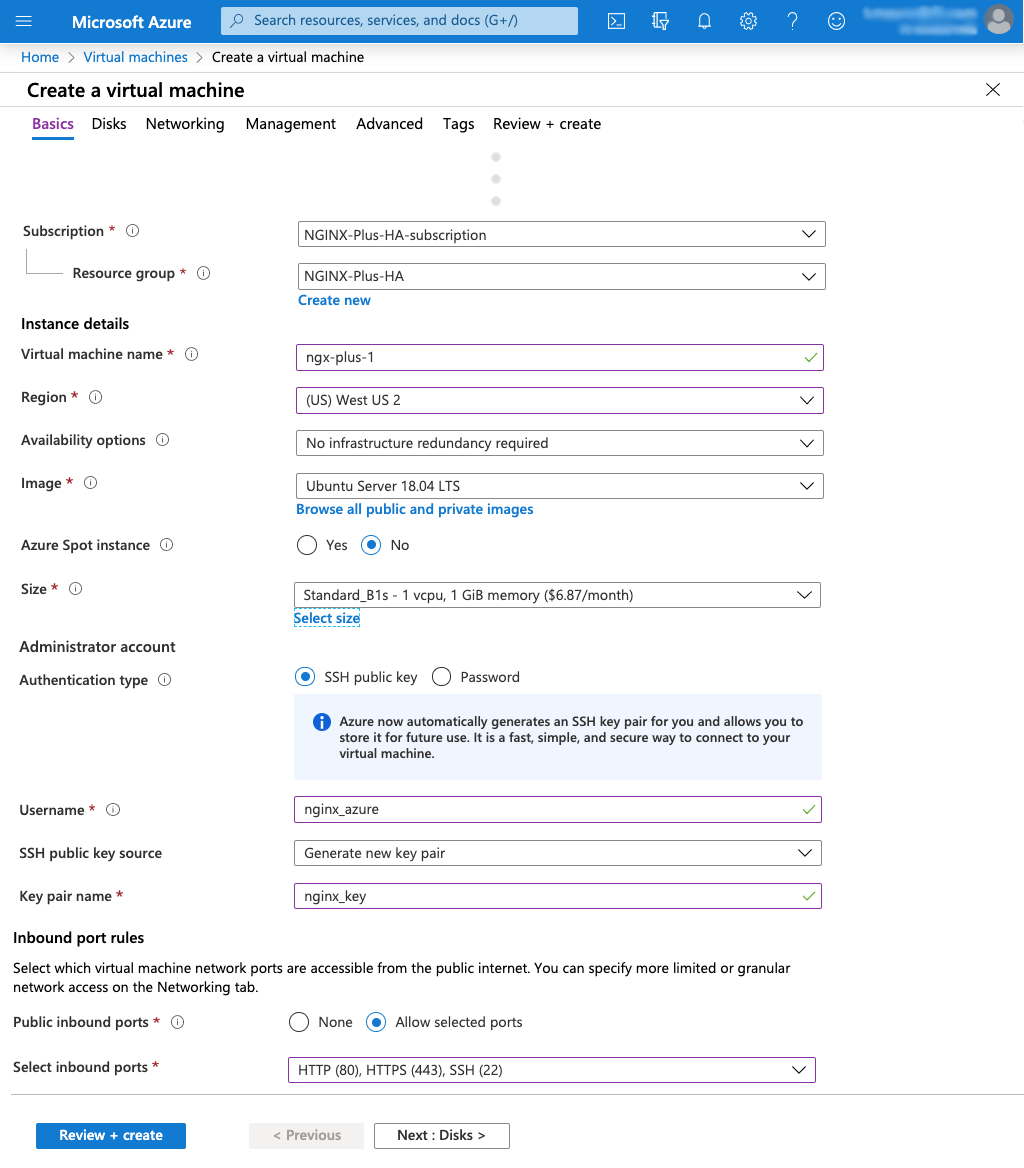 Microsoft Azure
Search resources, services, and docs (G+/)
Home > Virtual machines > Create a virtual machine
Create a virtual machine
Basics Disks Networking Management Advanced Tags Review + create
Subscription * NGINX-Plus-HA-subscription
Resource group * NGINX-Plus-HA
Create new
Instance details
Virtual machine name * ngx-plus-1
Region * (US) West US 2
Availability options No infrastructure redundancy required
Image * Ubuntu Server 18.04 LTS
Browse all public and private images
Azure Spot instance Yes No
Size * Standard_B1s - 1 vcpu, 1 GiB memory ($6.87/month)
Select size
Administrator account
Authentication type SSH public key Password
Azure now automatically generates an SSH key pair for you and allows you to
store it for future use. It is a fast, simple, and secure way to connect to your
virtual machine.
Username * nginx_azure
SSH public key source Generate new key pair
Key pair name * nginx_key
Inbound port rules
Select which virtual machine network ports are accessible from the public internet. You can specify more limited or granular
network access on the Networking tab.
Public inbound ports * None Allow selected ports
Select inbound ports * HTTP (80), HTTPS (443), SSH (22)
Review + create < Previous Next : Disks >